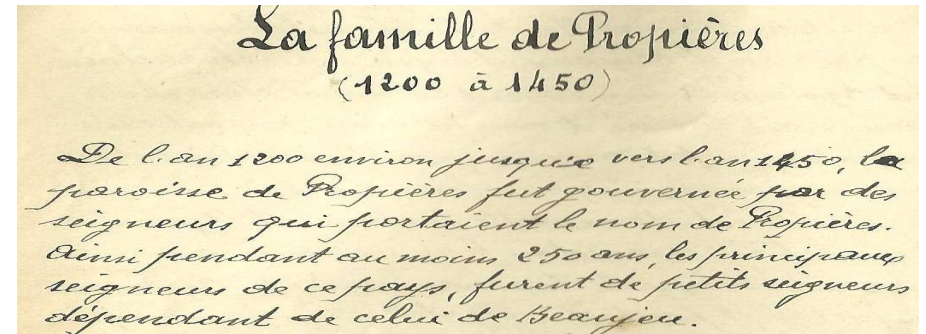 La famille de Propières
(1200 à 1450)
De l'an 1200 environ jusque vers l'an 1450, la
paroisse de Propières fut gouvernée par des
seigneurs qui portaient le nom de Propières.
Ainsi pendant au moins 250 ans, les principaux
seigneurs de ce pays, furent de petits seigneurs
dépendant de celui de Beaujeu.